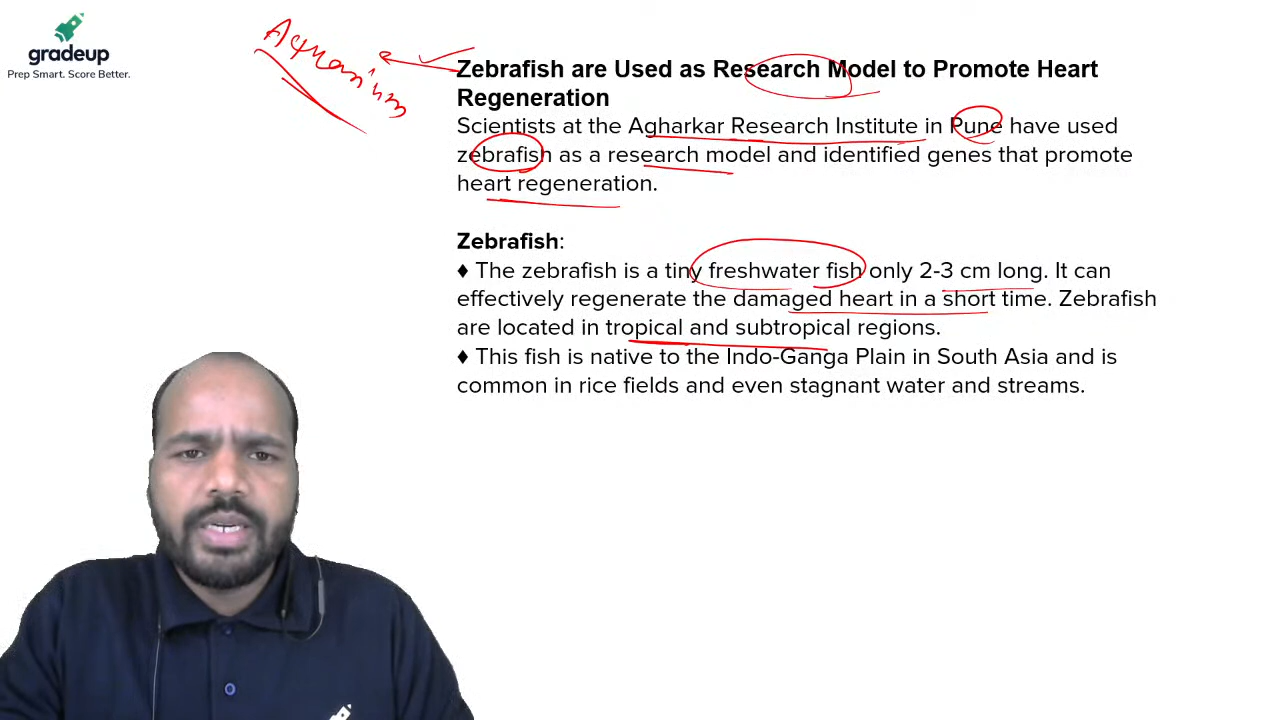 gradeup
Prep Smart. Score Better.
Aquarium
Zebrafish are Used as Research Model to Promote Heart
Regeneration
Scientists at the Agharkar Research Institute in Pune have used
zebrafish as a research model and identified genes that promote
heart regeneration.
Zebrafish:
♦ The zebrafish is a tiny freshwater fish only 2-3 cm long. It can
effectively regenerate the damaged heart in a short time. Zebrafish
are located in tropical and subtropical regions.
♦ This fish is native to the Indo-Ganga Plain in South Asia and is
common in rice fields and even stagnant water and streams.